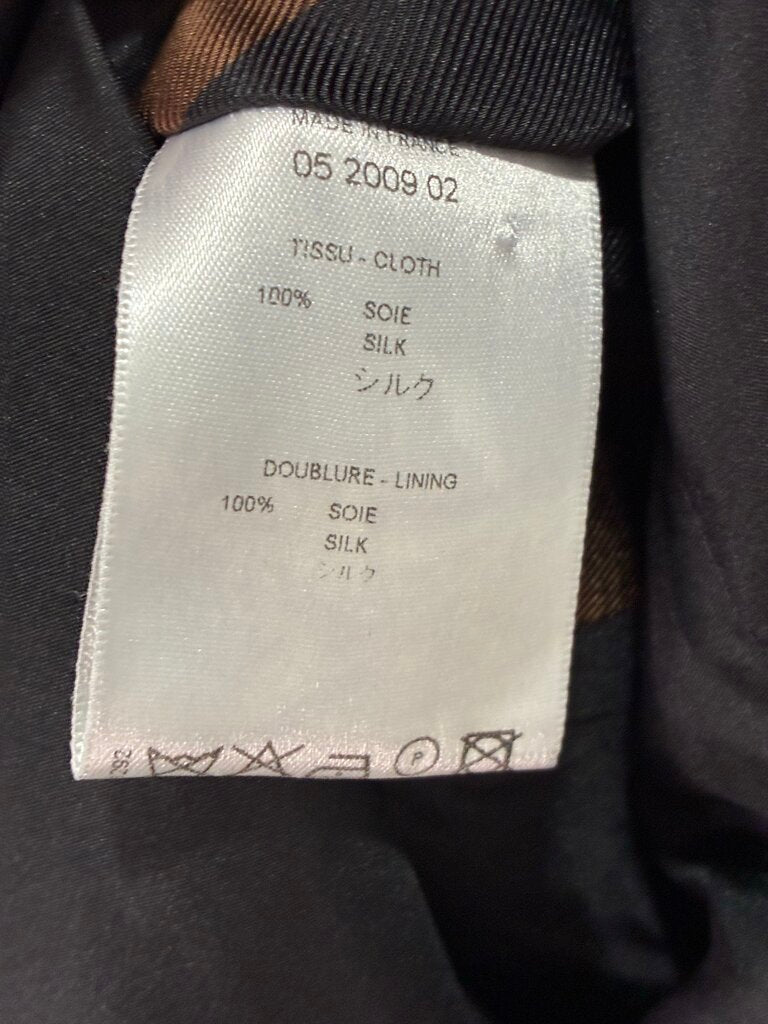 MADE IN FRANCE
05 2009 02
TISSU - CLOTH
100% SOIE
SILK
シルク
DOUBLURE - LINING
100% SOIE
SILK
シルク
P